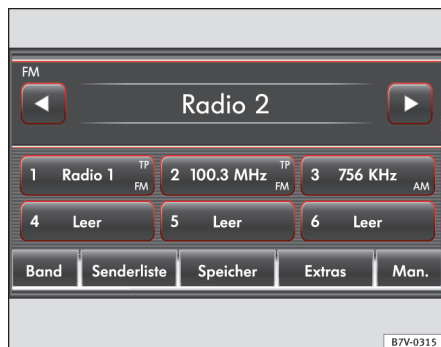 FM
Radio 2
1 Radio 1 TP FM 2 100.3 MHz TP FM 3 756 KHz AM
4 Leer 5 Leer 6 Leer
Band Senderliste Speicher Extras Man.
B7V-0315